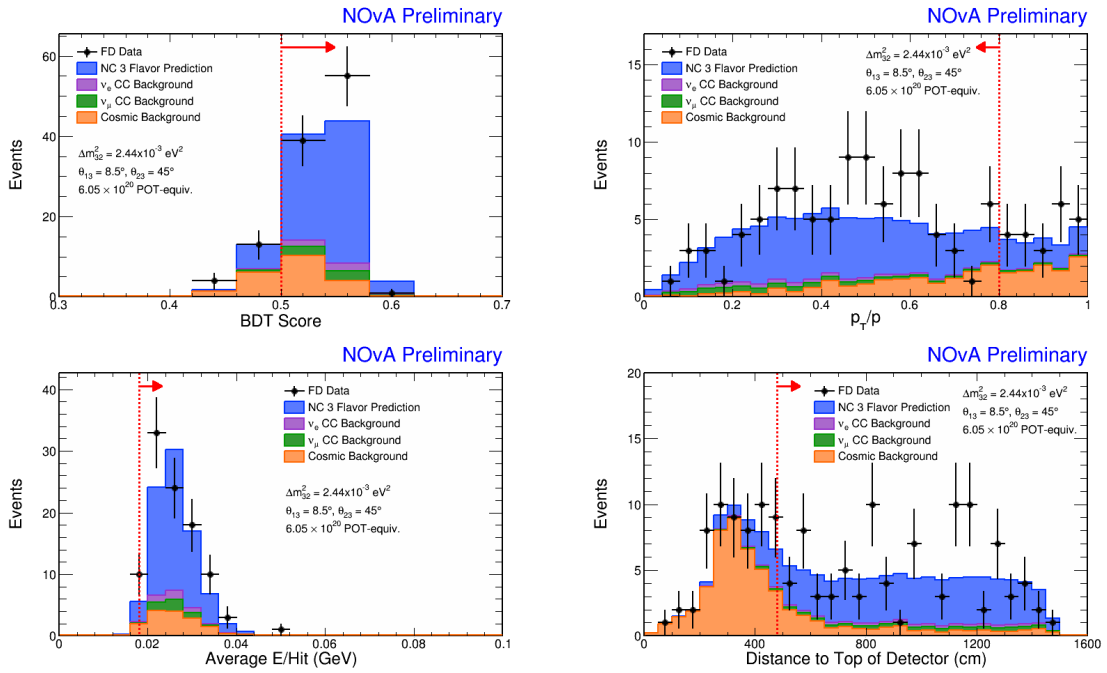 NOvA Preliminary
FD Data
NC 3 Flavor Prediction
νe CC Background
νμ CC Background
Cosmic Background
Δm²32 = 2.44x10⁻³ eV²
θ13 = 8.5°, θ23 = 45°
6.05 × 10²⁰ POT-equiv.
Events
0
20
40
60
0.3
0.4
0.5
0.6
0.7
BDT Score
NOvA Preliminary
Δm²32 = 2.44x10⁻³ eV²
θ13 = 8.5°, θ23 = 45°
6.05 × 10²⁰ POT-equiv.
FD Data
NC 3 Flavor Prediction
νe CC Background
νμ CC Background
Cosmic Background
Events
0
5
10
15
0
0.2
0.4
0.6
0.8
1
pT/p
NOvA Preliminary
FD Data
NC 3 Flavor Prediction
νe CC Background
νμ CC Background
Cosmic Background
Δm²32 = 2.44x10⁻³ eV²
θ13 = 8.5°, θ23 = 45°
6.05 × 10²⁰ POT-equiv.
Events
0
10
20
30
40
0
0.02
0.04
0.06
0.08
0.1
Average E/Hit (GeV)
NOvA Preliminary
FD Data
NC 3 Flavor Prediction
νe CC Background
νμ CC Background
Cosmic Background
Δm²32 = 2.44x10⁻³ eV²
θ13 = 8.5°, θ23 = 45°
6.05 × 10²⁰ POT-equiv.
Events
0
5
10
15
20
0
400
800
1200
1600
Distance to Top of Detector (cm)